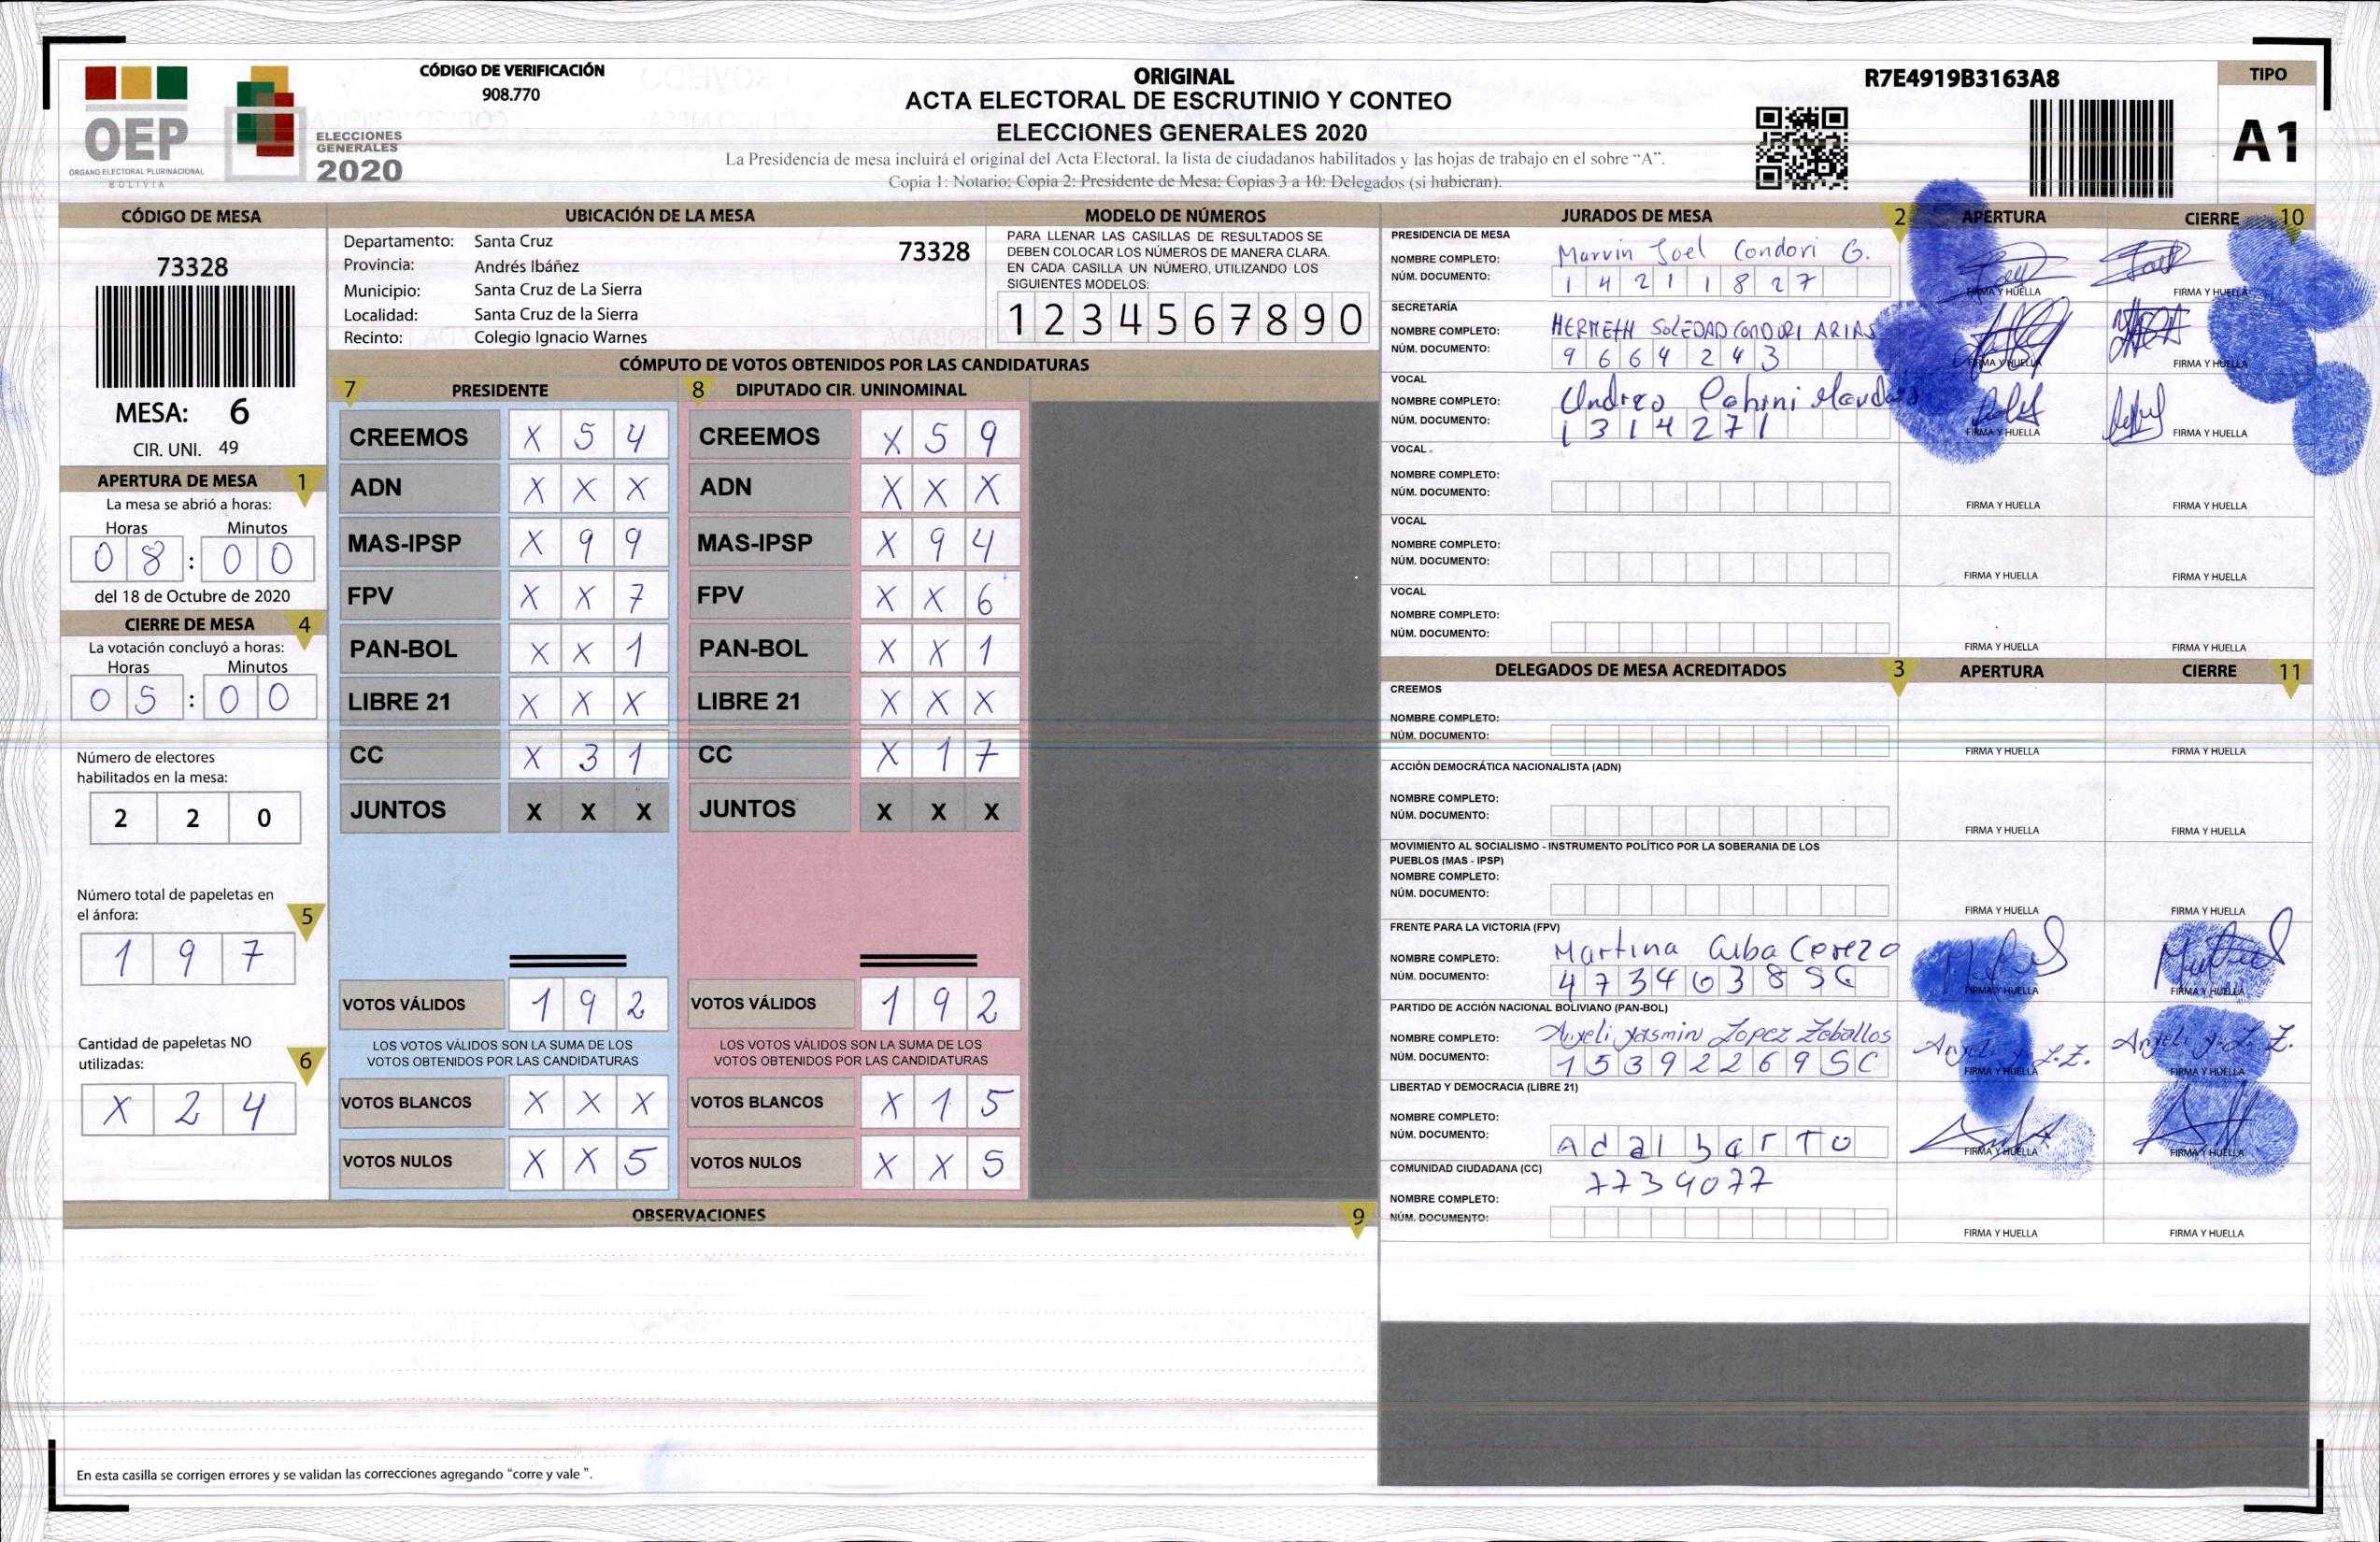 CÓDIGO DE VERIFICACIÓN
908.770
OEP
ÓRGANO ELECTORAL PLURINACIONAL
BOLIVIA
ELECCIONES
GENERALES
2020
ORIGINAL
ACTA ELECTORAL DE ESCRUTINIO Y CONTEO
ELECCIONES GENERALES 2020
La Presidencia de mesa incluirá el original del Acta Electoral, la lista de ciudadanos habilitados y las hojas de trabajo en el sobre “A”.
Copia 1: Notario; Copia 2: Presidente de Mesa; Copias 3 a 10: Delegados (si hubieran).
R7E4919B3163A8
TIPO
A1
CÓDIGO DE MESA
73328
MESA: 6
CIR. UNI. 49
APERTURA DE MESA 1
La mesa se abrió a horas:
Horas Minutos
0 8 : 0 0
del 18 de Octubre de 2020
CIERRE DE MESA 4
La votación concluyó a horas:
Horas Minutos
0 5 : 0 0
Número de electores
habilitados en la mesa:
2 2 0
Número total de papeletas en
el ánfora:
5
1 9 7
Cantidad de papeletas NO
utilizadas:
6
X 2 4
UBICACIÓN DE LA MESA
Departamento: Santa Cruz 73328
Provincia: Andrés Ibáñez
Municipio: Santa Cruz de La Sierra
Localidad: Santa Cruz de la Sierra
Recinto: Colegio Ignacio Warnes
MODELO DE NÚMEROS
PARA LLENAR LAS CASILLAS DE RESULTADOS SE
DEBEN COLOCAR LOS NÚMEROS DE MANERA CLARA.
EN CADA CASILLA UN NÚMERO, UTILIZANDO LOS
SIGUIENTES MODELOS:
1 2 3 4 5 6 7 8 9 0
CÓMPUTO DE VOTOS OBTENIDOS POR LAS CANDIDATURAS
7 PRESIDENTE
CREEMOS X 5 4
ADN X X X
MAS-IPSP X 9 9
FPV X X 7
PAN-BOL X X 1
LIBRE 21 X X X
CC X 3 1
JUNTOS X X X
VOTOS VÁLIDOS 1 9 2
LOS VOTOS VÁLIDOS SON LA SUMA DE LOS
VOTOS OBTENIDOS POR LAS CANDIDATURAS
VOTOS BLANCOS X X X
VOTOS NULOS X X 5
8 DIPUTADO CIR. UNINOMINAL
CREEMOS X 5 9
ADN X X X
MAS-IPSP X 9 4
FPV X X 6
PAN-BOL X X 1
LIBRE 21 X X X
CC X 1 7
JUNTOS X X X
VOTOS VÁLIDOS 1 9 2
LOS VOTOS VÁLIDOS SON LA SUMA DE LOS
VOTOS OBTENIDOS POR LAS CANDIDATURAS
VOTOS BLANCOS X 1 5
VOTOS NULOS X X 5
OBSERVACIONES 9
En esta casilla se corrigen errores y se validan las correcciones agregando “corre y vale ”.
JURADOS DE MESA 2 APERTURA CIERRE 10
PRESIDENCIA DE MESA
NOMBRE COMPLETO: Marvin Joel Condori G.
NÚM. DOCUMENTO: 1 4 2 1 1 8 2 7
FIRMA Y HUELLA FIRMA Y HUELLA
SECRETARÍA
NOMBRE COMPLETO: HERMETH SOLEDAD CONDORI ARIAS
NÚM. DOCUMENTO: 9 6 6 4 2 4 3
FIRMA Y HUELLA FIRMA Y HUELLA
VOCAL
NOMBRE COMPLETO:
NÚM. DOCUMENTO: 1 3 1 4 2 7 1
FIRMA Y HUELLA FIRMA Y HUELLA
VOCAL
NOMBRE COMPLETO:
NÚM. DOCUMENTO:
FIRMA Y HUELLA FIRMA Y HUELLA
VOCAL
NOMBRE COMPLETO:
NÚM. DOCUMENTO:
FIRMA Y HUELLA FIRMA Y HUELLA
VOCAL
NOMBRE COMPLETO:
NÚM. DOCUMENTO:
FIRMA Y HUELLA FIRMA Y HUELLA
DELEGADOS DE MESA ACREDITADOS 3 APERTURA CIERRE 11
CREEMOS
NOMBRE COMPLETO:
NÚM. DOCUMENTO:
FIRMA Y HUELLA FIRMA Y HUELLA
ACCIÓN DEMOCRÁTICA NACIONALISTA (ADN)
NOMBRE COMPLETO:
NÚM. DOCUMENTO:
FIRMA Y HUELLA FIRMA Y HUELLA
MOVIMIENTO AL SOCIALISMO - INSTRUMENTO POLÍTICO POR LA SOBERANIA DE LOS
PUEBLOS (MAS - IPSP)
NOMBRE COMPLETO:
NÚM. DOCUMENTO:
FIRMA Y HUELLA FIRMA Y HUELLA
FRENTE PARA LA VICTORIA (FPV)
NOMBRE COMPLETO: Martina Cuba Cerezo
NÚM. DOCUMENTO: 4 7 3 4 6 3 8 S C
FIRMA Y HUELLA FIRMA Y HUELLA
PARTIDO DE ACCIÓN NACIONAL BOLIVIANO (PAN-BOL)
NOMBRE COMPLETO: Anyeli Yasmin Lopez Zeballos
NÚM. DOCUMENTO: 1 5 3 9 2 2 6 9 S C
FIRMA Y HUELLA FIRMA Y HUELLA
LIBERTAD Y DEMOCRACIA (LIBRE 21)
NOMBRE COMPLETO:
NÚM. DOCUMENTO: A d a l b e r T o
FIRMA Y HUELLA FIRMA Y HUELLA
COMUNIDAD CIUDADANA (CC)
7739077
NOMBRE COMPLETO:
NÚM. DOCUMENTO:
FIRMA Y HUELLA FIRMA Y HUELLA